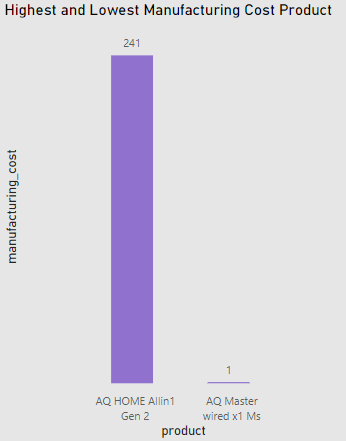 Highest and Lowest Manufacturing Cost Product
241
manufacturing_cost
1
AQ HOME Allin1
Gen 2
AQ Master
wired x1 Ms
product